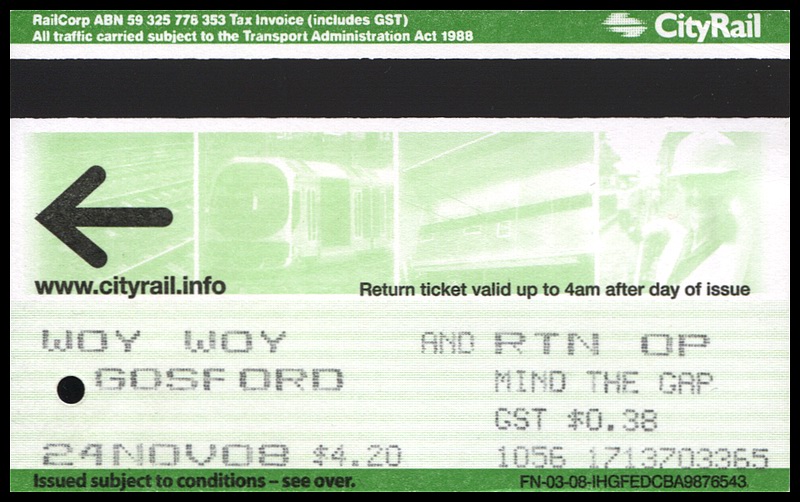 RailCorp ABN 59 325 778 353 Tax Invoice (includes GST)
All traffic carried subject to the Transport Administration Act 1988
CityRail
www.cityrail.info
Return ticket valid up to 4am after day of issue
WOY WOY AND RTN OP
GOSFORD MIND THE GAP
GST $0.38
24NOV08 $4.20 1056 1713703365
Issued subject to conditions – see over.
FN-03-08-IHGFEDCBA9876543